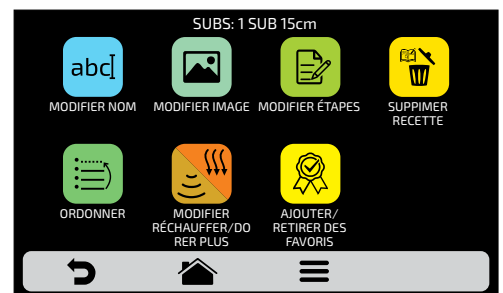 SUBS: 1 SUB 15cm
abc
MODIFIER NOM
MODIFIER IMAGE
MODIFIER ÉTAPES
SUPPIMER
RECETTE
ORDONNER
MODIFIER
RÉCHAUFFER/DO
RER PLUS
AJOUTER/
RETIRER DES
FAVORIS